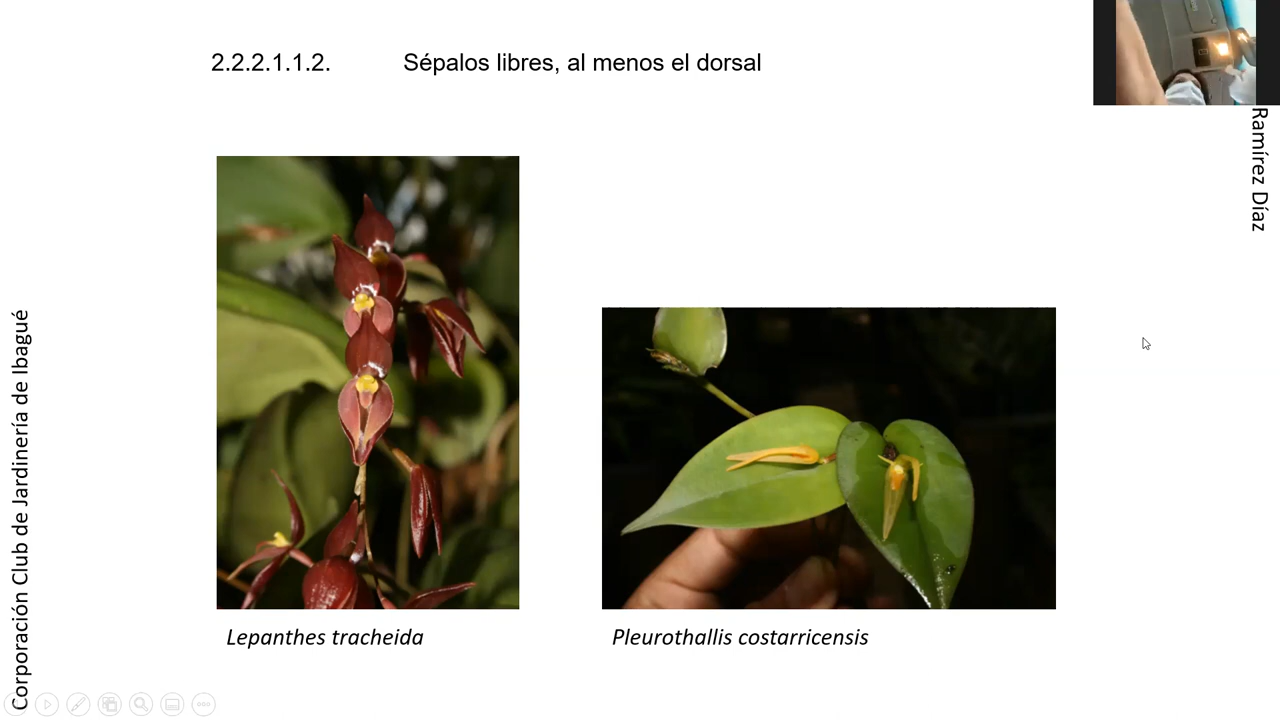 2.2.2.1.1.2. Sépalos libres, al menos el dorsal
Corporación Club de Jardinería de Ibagué
Ramírez Díaz
Lepanthes tracheida
Pleurothallis costarricensis